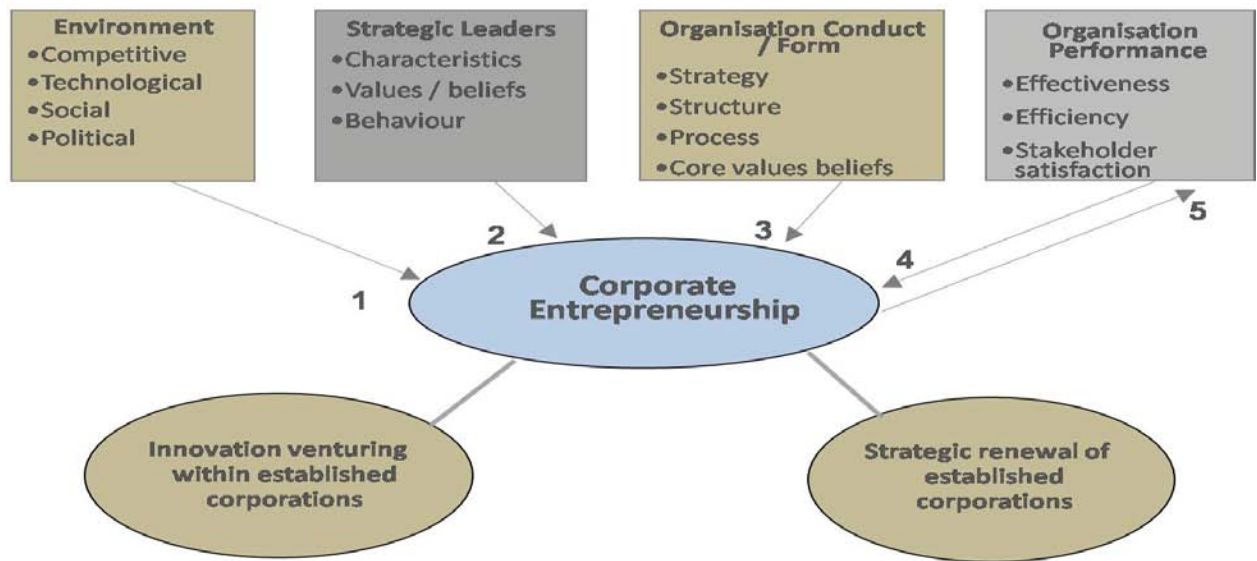 Environment
•Competitive
•Technological
•Social
•Political
Strategic Leaders
•Characteristics
•Values / beliefs
•Behaviour
Organisation Conduct
/ Form
•Strategy
•Structure
•Process
•Core values beliefs
Organisation
Performance
•Effectiveness
•Efficiency
•Stakeholder
satisfaction
1
2
3
4
5
Corporate
Entrepreneurship
Innovation venturing
within established
corporations
Strategic renewal of
established
corporations